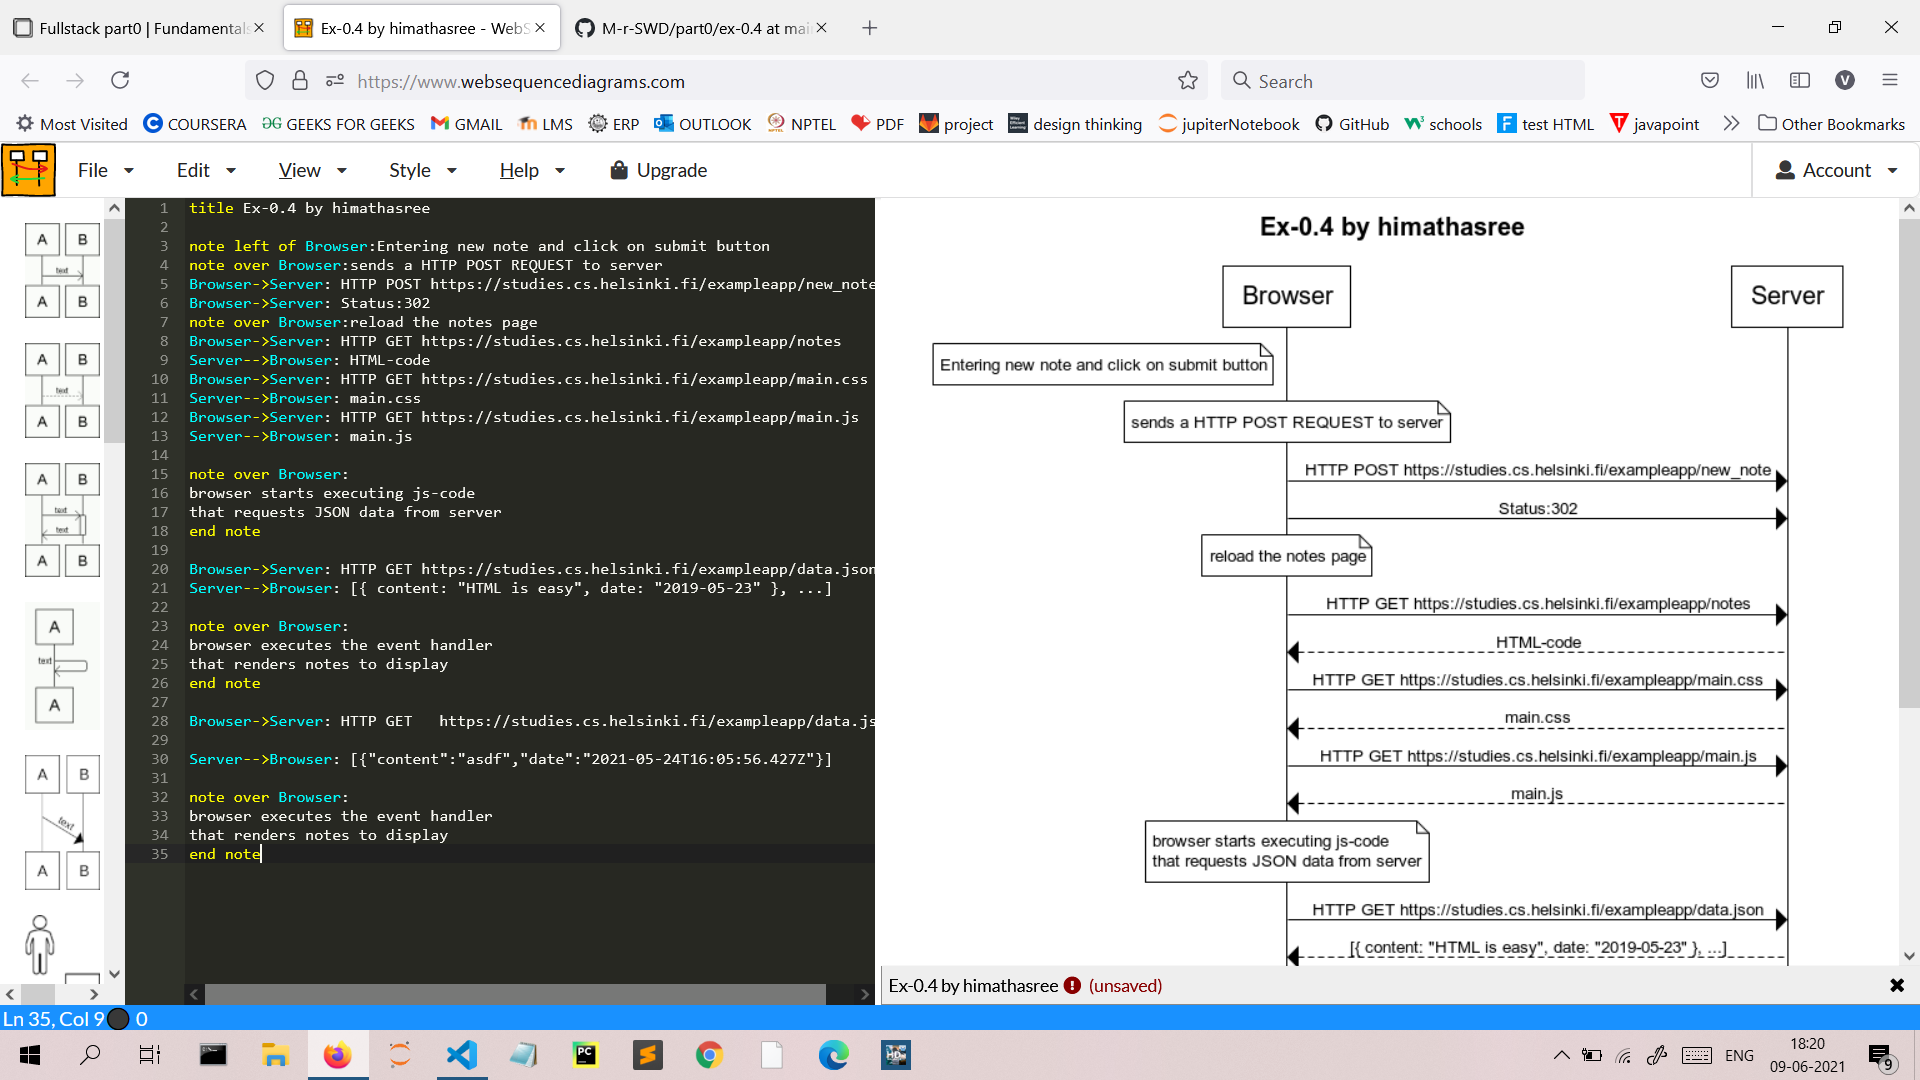 Fullstack part0 | Fundamentals
Ex-0.4 by himathasree - WebS
M-r-SWD/part0/ex-0.4 at mai
https://www.websequencediagrams.com
Search
Most Visited
COURSERA
GEEKS FOR GEEKS
GMAIL
LMS
ERP
OUTLOOK
NPTEL
PDF
project
design thinking
jupiterNotebook
GitHub
schools
test HTML
javapoint
Other Bookmarks
File
Edit
View
Style
Help
Upgrade
Account
A B
text
A B
A B
text
A B
A B
text
text
A B
A
text
A
A B
text
A B
1 title Ex-0.4 by himathasree
2
3 note left of Browser:Entering new note and click on submit button
4 note over Browser:sends a HTTP POST REQUEST to server
5 Browser->Server: HTTP POST https://studies.cs.helsinki.fi/exampleapp/new_note
6 Browser->Server: Status:302
7 note over Browser:reload the notes page
8 Browser->Server: HTTP GET https://studies.cs.helsinki.fi/exampleapp/notes
9 Server-->Browser: HTML-code
10 Browser->Server: HTTP GET https://studies.cs.helsinki.fi/exampleapp/main.css
11 Server-->Browser: main.css
12 Browser->Server: HTTP GET https://studies.cs.helsinki.fi/exampleapp/main.js
13 Server-->Browser: main.js
14
15 note over Browser:
16 browser starts executing js-code
17 that requests JSON data from server
18 end note
19
20 Browser->Server: HTTP GET https://studies.cs.helsinki.fi/exampleapp/data.json
21 Server-->Browser: [{ content: "HTML is easy", date: "2019-05-23" }, ...]
22
23 note over Browser:
24 browser executes the event handler
25 that renders notes to display
26 end note
27
28 Browser->Server: HTTP GET   https://studies.cs.helsinki.fi/exampleapp/data.js
29
30 Server-->Browser: [{"content":"asdf","date":"2021-05-24T16:05:56.427Z"}]
31
32 note over Browser:
33 browser executes the event handler
34 that renders notes to display
35 end note
Ex-0.4 by himathasree
Browser
Server
Entering new note and click on submit button
sends a HTTP POST REQUEST to server
HTTP POST https://studies.cs.helsinki.fi/exampleapp/new_note
Status:302
reload the notes page
HTTP GET https://studies.cs.helsinki.fi/exampleapp/notes
HTML-code
HTTP GET https://studies.cs.helsinki.fi/exampleapp/main.css
main.css
HTTP GET https://studies.cs.helsinki.fi/exampleapp/main.js
main.js
browser starts executing js-code
that requests JSON data from server
HTTP GET https://studies.cs.helsinki.fi/exampleapp/data.json
[{ content: "HTML is easy", date: "2019-05-23" }, ...]
Ex-0.4 by himathasree (unsaved)
Ln 35, Col 9 0
ENG
18:20
09-06-2021
9